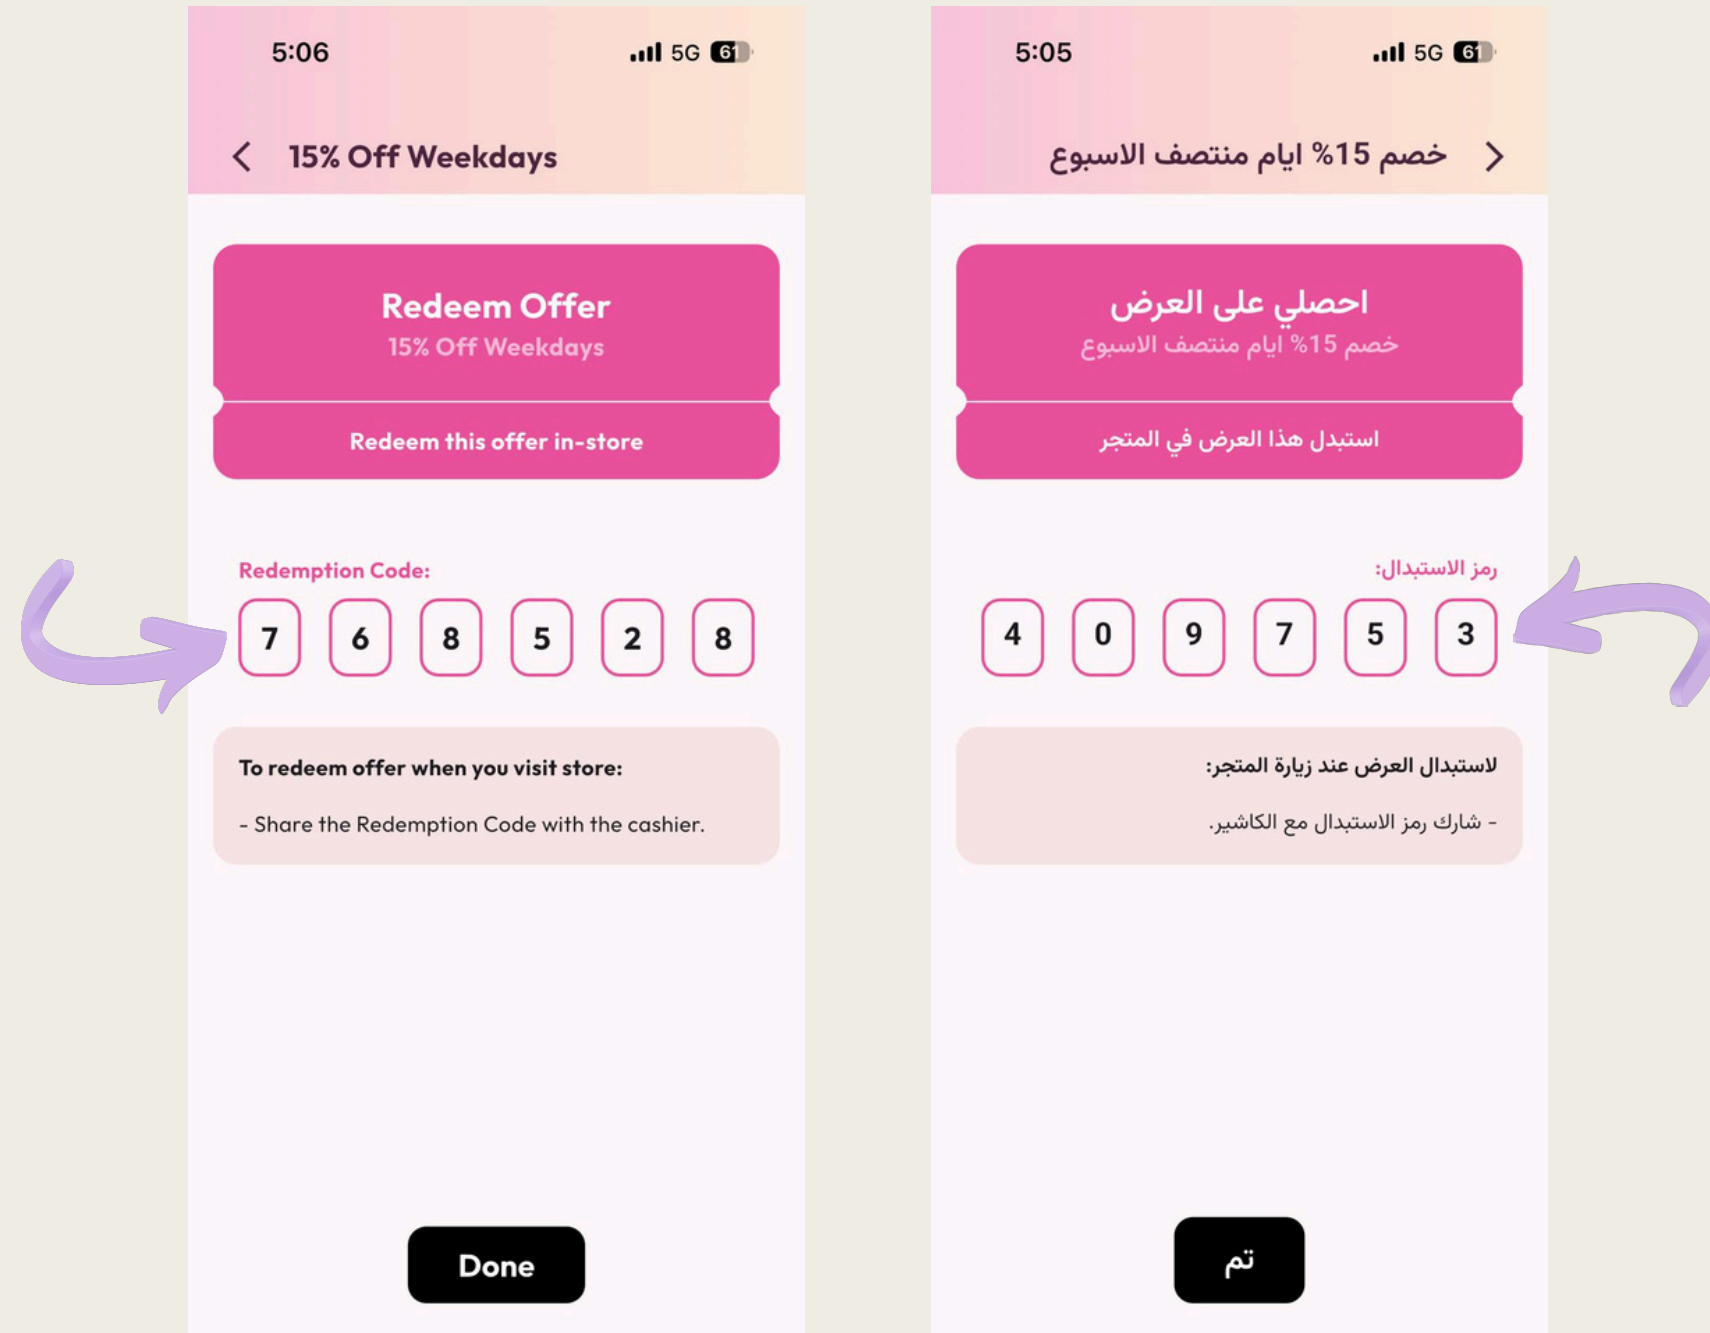 5:06
5G 61
15% Off Weekdays
Redeem Offer
15% Off Weekdays
Redeem this offer in-store
Redemption Code:
7 6 8 5 2 8
To redeem offer when you visit store:
- Share the Redemption Code with the cashier.
Done
5:05
5G 61
خصم 15% ايام منتصف الاسبوع
احصلي على العرض
خصم 15% ايام منتصف الاسبوع
استبدل هذا العرض في المتجر
رمز الاستبدال:
4 0 9 7 5 3
لاستبدال العرض عند زيارة المتجر:
- شارك رمز الاستبدال مع الكاشير.
تم